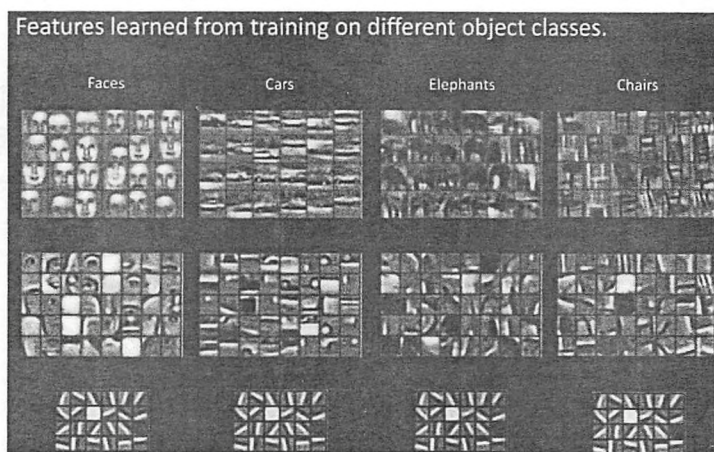 Features learned from training on different object classes.
Faces Cars Elephants Chairs